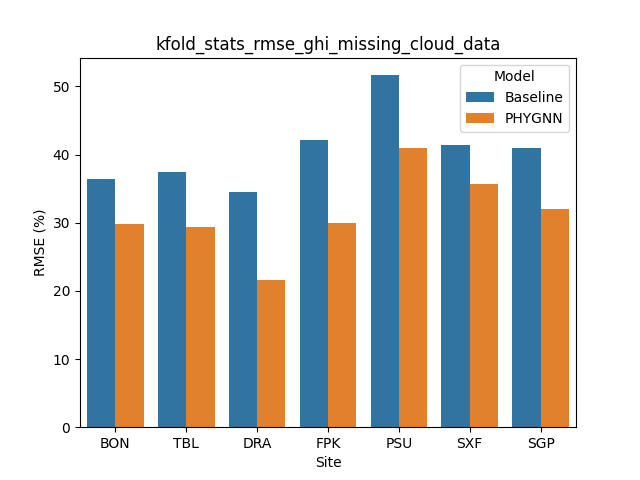 kfold_stats_rmse_ghi_missing_cloud_data
Model
Baseline
PHYGNN
RMSE (%)
50
40
30
20
10
0
BON TBL DRA FPK PSU SXF SGP
Site